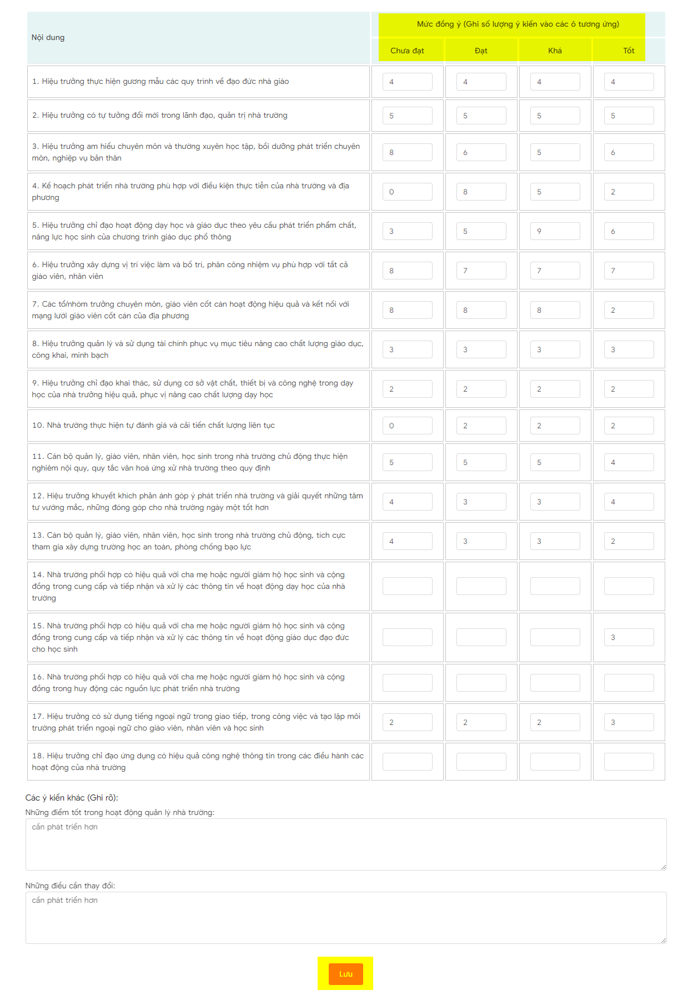 Nội dung
Mức đồng ý (Ghi số lượng ý kiến vào các ô tương ứng)
Chưa đạt Đạt Khá Tốt
1. Hiệu trưởng thực hiện gương mẫu các quy trình về đạo đức nhà giáo 4 4 4 4
2. Hiệu trưởng có tự tưởng đổi mới trong lãnh đạo, quản trị nhà trường 5 5 5 5
3. Hiệu trưởng am hiểu chuyên môn và thường xuyên học tập, bồi dưỡng phát triển chuyên
môn, nghiệp vụ bản thân 8 6 5 6
4. Kế hoạch phát triển nhà trường phù hợp với điều kiện thực tiễn của nhà trường và địa
phương 0 8 5 2
5. Hiệu trưởng chỉ đạo hoạt động dạy học và giáo dục theo yêu cầu phát triển phẩm chất,
năng lực học sinh của chương trình giáo dục phổ thông 3 5 9 6
6. Hiệu trưởng xây dựng vị trí việc làm và bố trí, phân công nhiệm vụ phù hợp với tất cả
giáo viên, nhân viên 8 7 7 7
7. Các tổ/nhóm trưởng chuyên môn, giáo viên cốt cán hoạt động hiệu quả và kết nối với
mạng lưới giáo viên cốt cán của địa phương 8 8 8 2
8. Hiệu trưởng quản lý và sử dụng tài chính phục vụ mục tiêu nâng cao chất lượng giáo dục,
công khai, minh bạch 3 3 3 3
9. Hiệu trưởng chỉ đạo khai thác, sử dụng cơ sở vật chất, thiết bị và công nghệ trong dạy
học của nhà trưởng hiệu quả, phục vị nâng cao chất lượng dạy học 2 2 2 2
10. Nhà trường thực hiện tự đánh giá và cải tiến chất lượng liên tục 0 2 2 2
11. Cán bộ quản lý, giáo viên, nhân viên, học sinh trong nhà trường chủ động thực hiện
nghiêm nội quy, quy tắc văn hoá ứng xử nhà trường theo quy định 5 5 5 4
12. Hiệu trưởng khuyết khích phản ánh góp ý phát triển nhà trường và giải quyết những tâm
tư vướng mắc, những đóng góp cho nhà trường ngày một tốt hơn 4 3 3 4
13. Cán bộ quản lý, giáo viên, nhân viên, học sinh trong nhà trường chủ động, tích cực
tham gia xây dựng trường học an toàn, phòng chống bạo lực 4 3 3 2
14. Nhà trường phối hợp có hiệu quả với cha mẹ hoặc người giám hộ học sinh và cộng
đồng trong cung cấp và tiếp nhận và xử lý các thông tin về hoạt động dạy học của nhà
trường
15. Nhà trường phối hợp có hiệu quả với cha mẹ hoặc người giám hộ học sinh và cộng
đồng trong cung cấp và tiếp nhận và xử lý các thông tin về hoạt động giáo dục đạo đức
cho học sinh 3
16. Nhà trường phối hợp có hiệu quả với cha mẹ hoặc người giám hộ học sinh và cộng
đồng trong huy động các nguồn lực phát triển nhà trường
17. Hiệu trưởng có sử dụng tiếng ngoại ngữ trong giao tiếp, trong công việc và tạo lập môi
trường phát triển ngoại ngữ cho giáo viên, nhân viên và học sinh 2 2 2 3
18. Hiệu trưởng chỉ đạo ứng dụng có hiệu quả công nghệ thông tin trong các điều hành các
hoạt động của nhà trường
Các ý kiến khác (Ghi rõ):
Những điểm tốt trong hoạt động quản lý nhà trường:
cần phát triển hơn
Những điều cần thay đổi:
cần phát triển hơn
Lưu